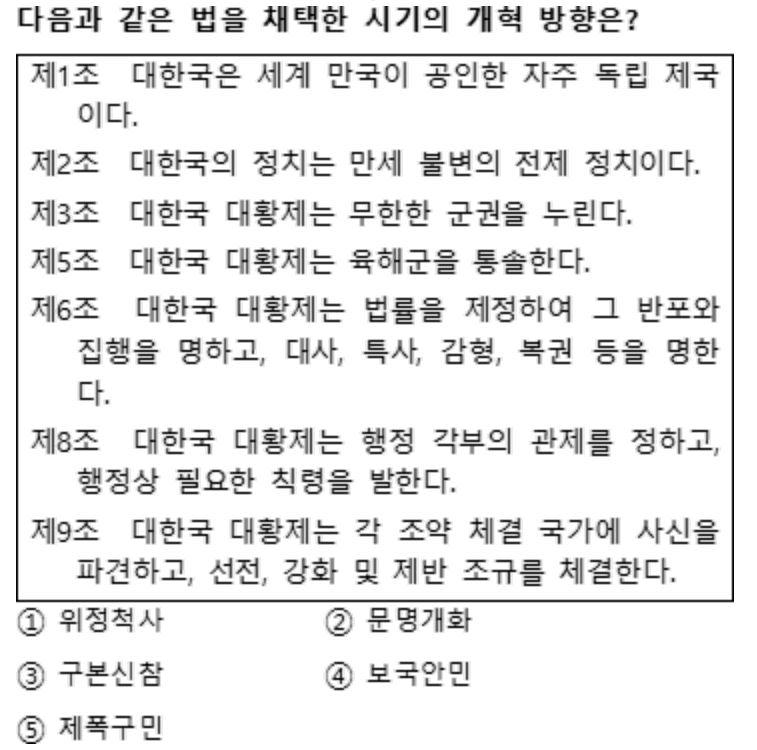 다음과 같은 법을 채택한 시기의 개혁 방향은?
제1조 대한국은 세계 만국이 공인한 자주 독립 제국
이다.
제2조 대한국의 정치는 만세 불변의 전제 정치이다.
제3조 대한국 대황제는 무한한 군권을 누린다.
제5조 대한국 대황제는 육해군을 통솔한다.
제6조 대한국 대황제는 법률을 제정하여 그 반포와
집행을 명하고, 대사, 특사, 감형, 복권 등을 명한
다.
제8조 대한국 대황제는 행정 각부의 관제를 정하고,
행정상 필요한 칙령을 발한다.
제9조 대한국 대황제는 각 조약 체결 국가에 사신을
파견하고, 선전, 강화 및 제반 조규를 체결한다.
① 위정척사 ② 문명개화
③ 구본신참 ④ 보국안민
⑤ 제폭구민